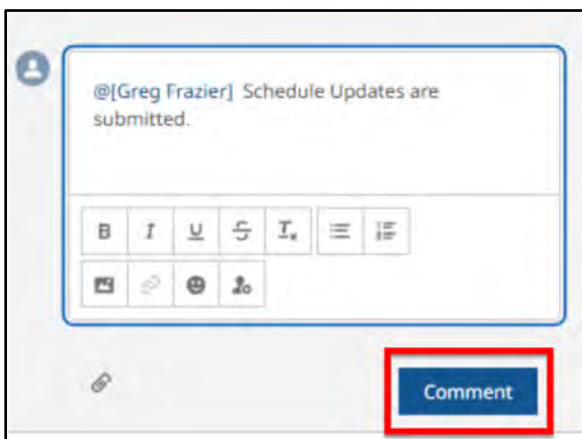 @[Greg Frazier] Schedule Updates are
submitted.
B I U S Tx
Comment